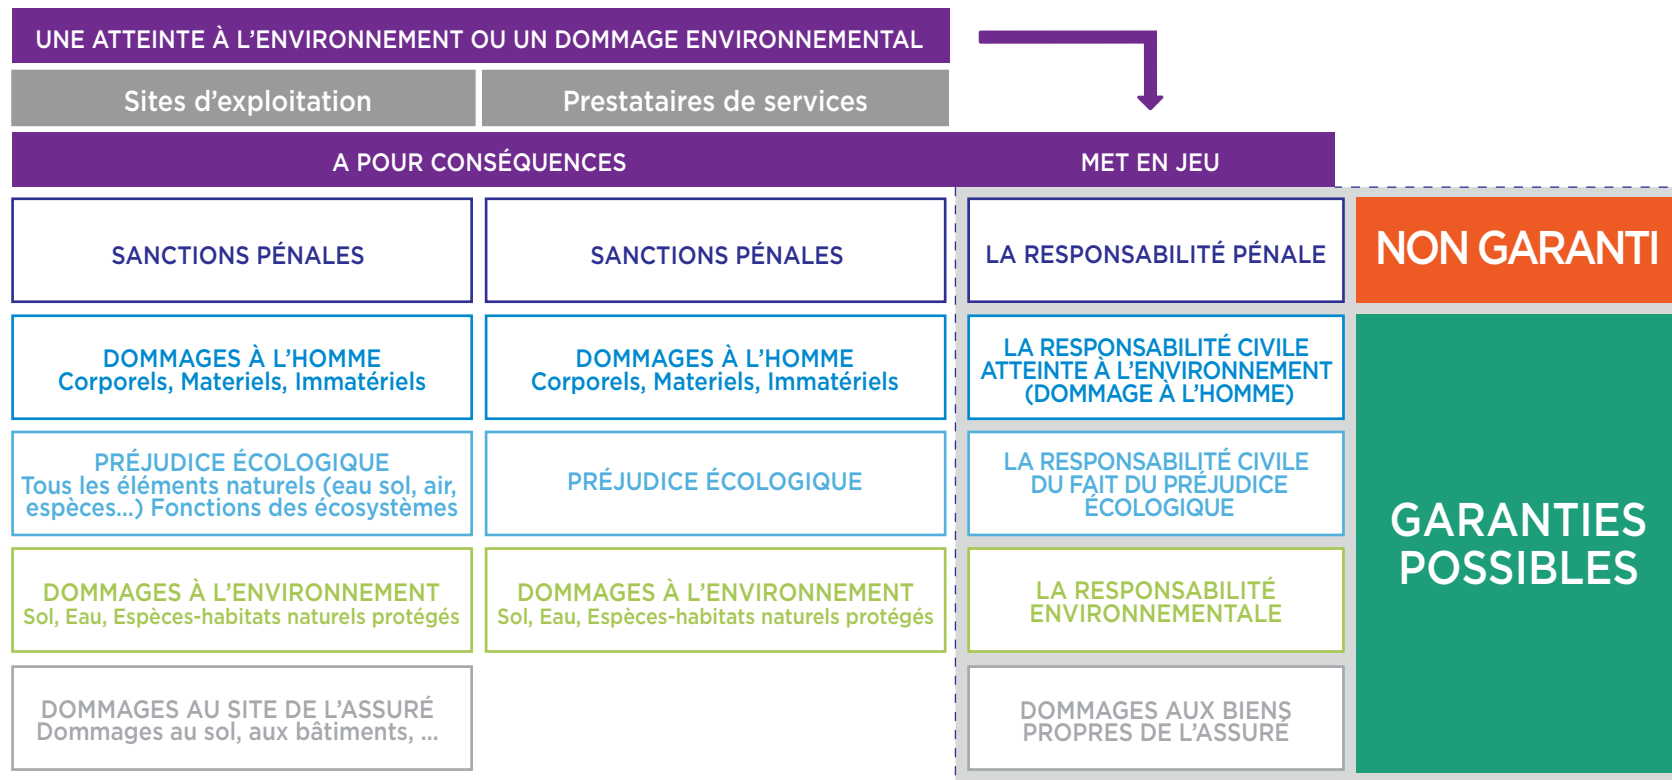 UNE ATTEINTE À L'ENVIRONNEMENT OU UN DOMMAGE ENVIRONNEMENTAL
Sites d'exploitation
Prestataires de services
A POUR CONSÉQUENCES
MET EN JEU
SANCTIONS PÉNALES
SANCTIONS PÉNALES
LA RESPONSABILITÉ PÉNALE
NON GARANTI
DOMMAGES À L'HOMME
Corporels, Materiels, Immatériels
DOMMAGES À L'HOMME
Corporels, Materiels, Immatériels
LA RESPONSABILITÉ CIVILE
ATTEINTE À L'ENVIRONNEMENT
(DOMMAGE À L'HOMME)
PRÉJUDICE ÉCOLOGIQUE
Tous les éléments naturels (eau sol, air,
espèces...) Fonctions des écosystèmes
PRÉJUDICE ÉCOLOGIQUE
LA RESPONSABILITÉ CIVILE
DU FAIT DU PRÉJUDICE
ÉCOLOGIQUE
GARANTIES
POSSIBLES
DOMMAGES À L'ENVIRONNEMENT
Sol, Eau, Espèces-habitats naturels protégés
DOMMAGES À L'ENVIRONNEMENT
Sol, Eau, Espèces-habitats naturels protégés
LA RESPONSABILITÉ
ENVIRONNEMENTALE
DOMMAGES AU SITE DE L'ASSURÉ
Dommages au sol, aux bâtiments, ...
DOMMAGES AUX BIENS
PROPRES DE L'ASSURÉ